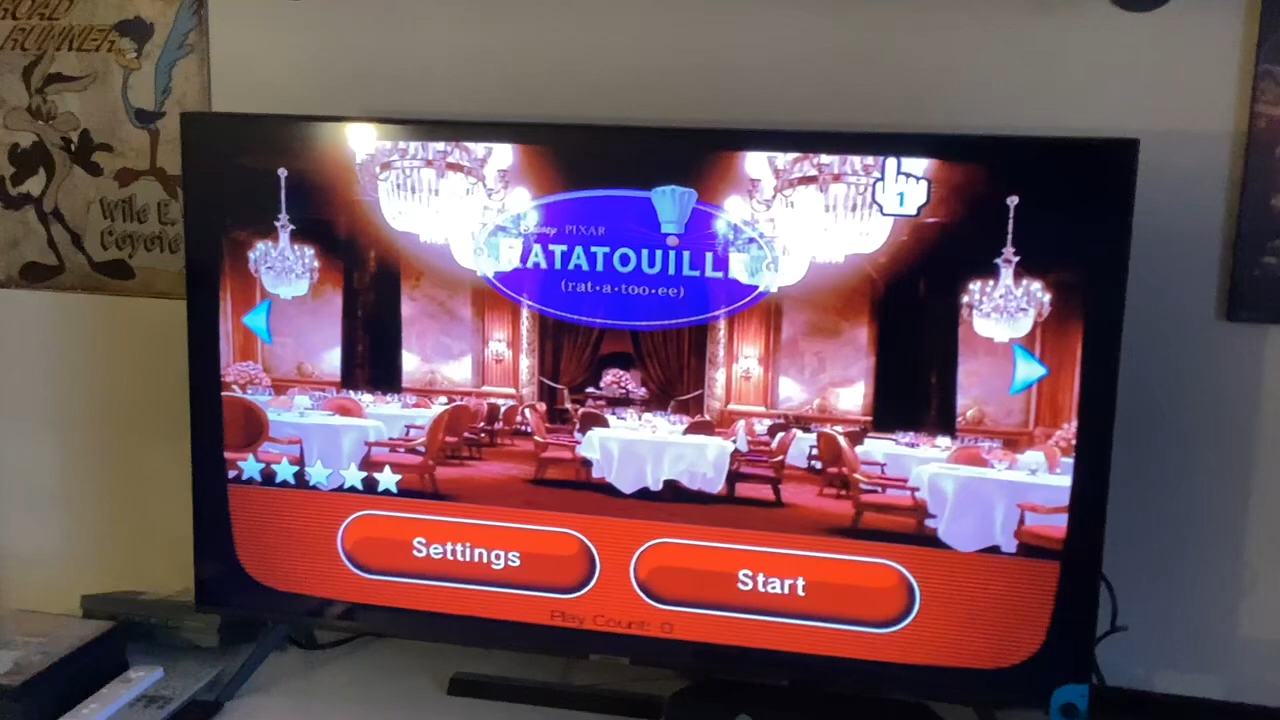 ROAD
RUNNER
Wile E.
Coyote
1
Disney · PIXAR
RATATOUILLE
(rat·a·too·ee)
Settings
Start
Play Count: 0